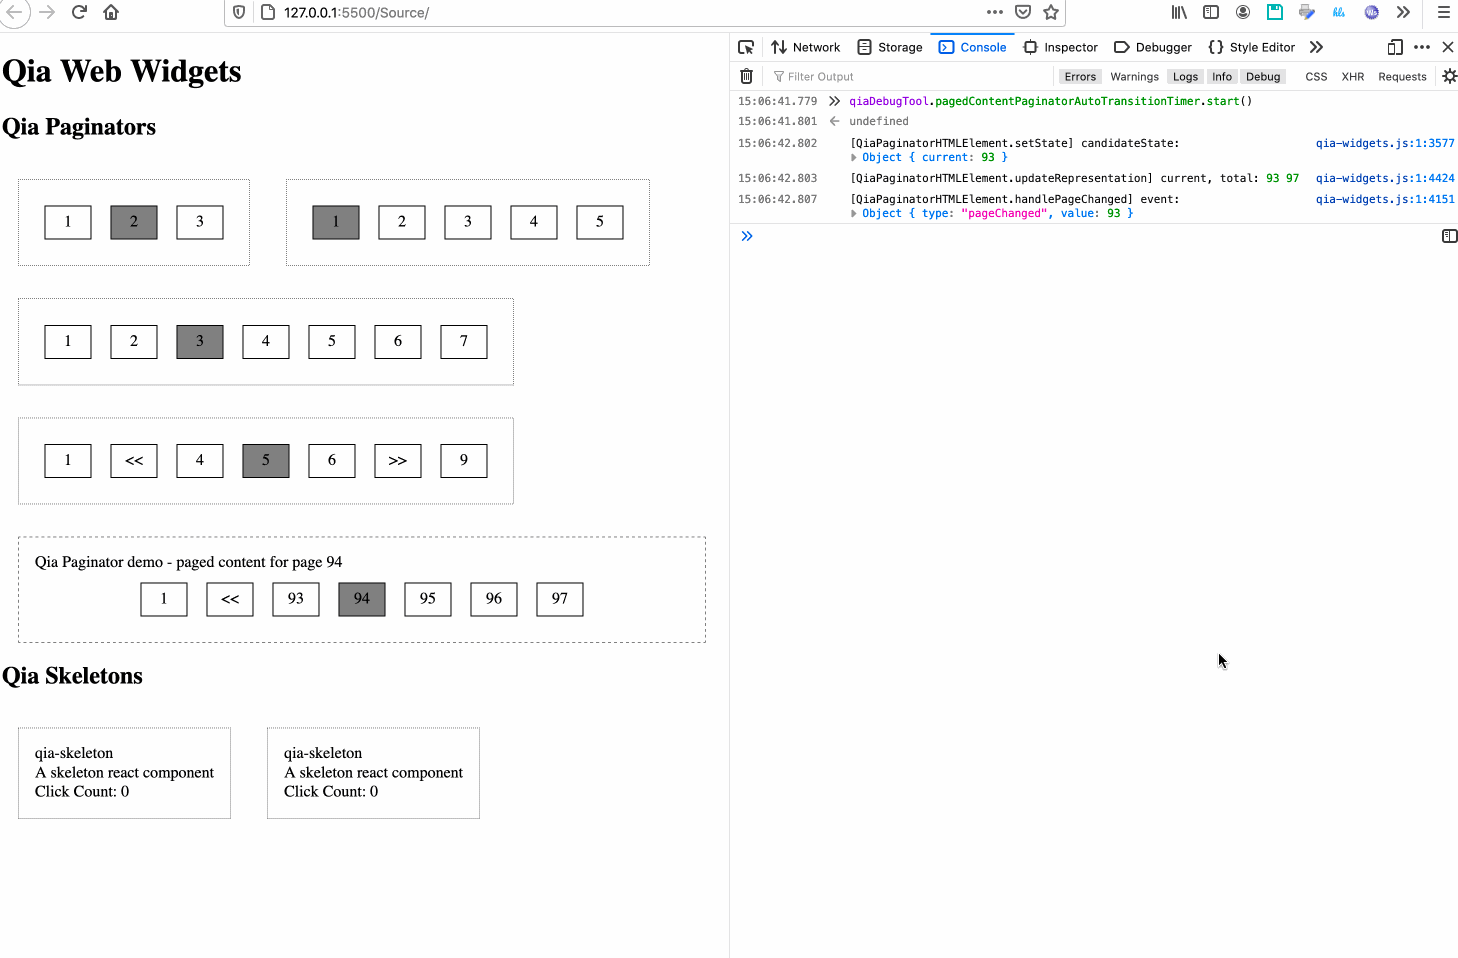 127.0.0.1:5500/Source/
Qia Web Widgets
Qia Paginators
1 2 3
1 2 3 4 5
1 2 3 4 5 6 7
1 << 4 5 6 >> 9
Qia Paginator demo - paged content for page 94
1 << 93 94 95 96 97
Qia Skeletons
qia-skeleton
A skeleton react component
Click Count: 0
qia-skeleton
A skeleton react component
Click Count: 0
Network Storage Console Inspector Debugger {} Style Editor
Filter Output Errors Warnings Logs Info Debug CSS XHR Requests
15:06:41.779 qiaDebugTool.pagedContentPaginatorAutoTransitionTimer.start()
15:06:41.801 undefined
15:06:42.802 [QiaPaginatorHTMLElement.setState] candidateState: qia-widgets.js:1:3577
Object { current: 93 }
15:06:42.803 [QiaPaginatorHTMLElement.updateRepresentation] current, total: 93 97 qia-widgets.js:1:4424
15:06:42.807 [QiaPaginatorHTMLElement.handlePageChanged] event: qia-widgets.js:1:4151
Object { type: "pageChanged", value: 93 }